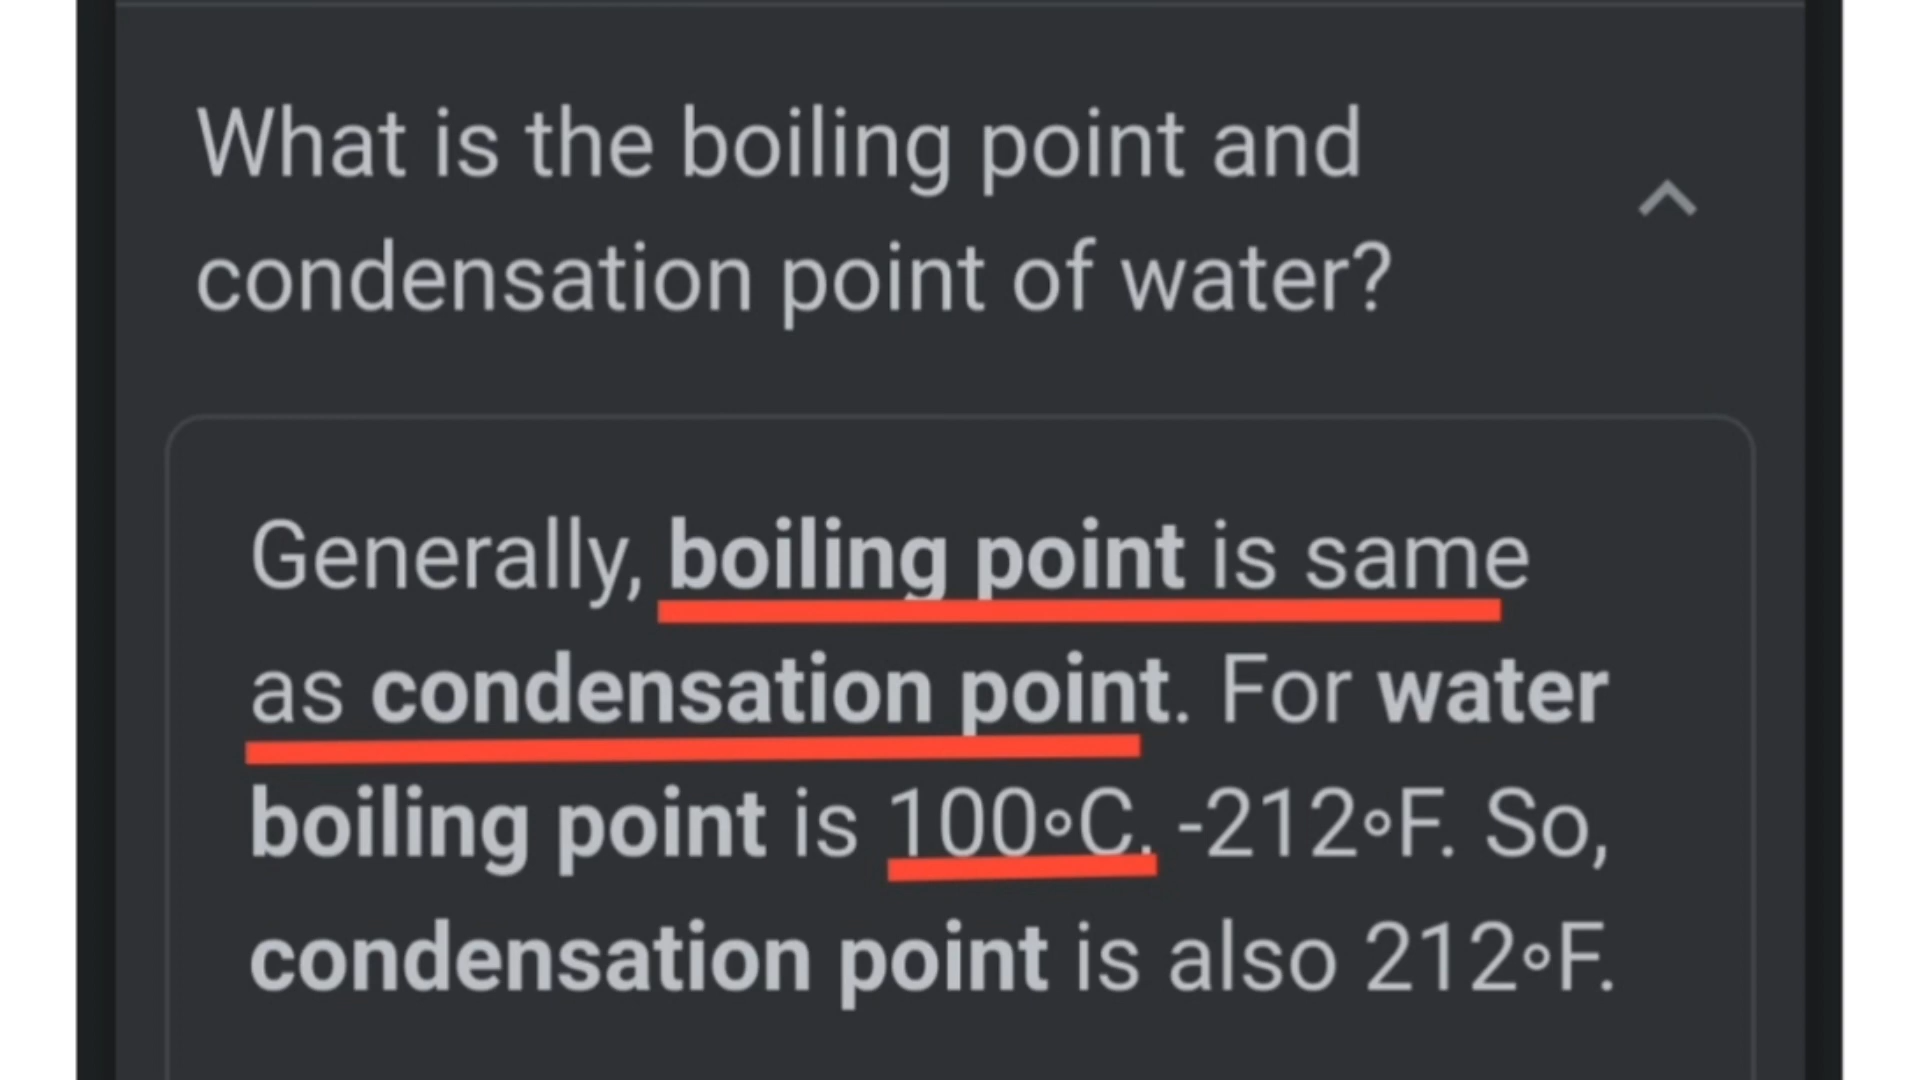 What is the boiling point and
condensation point of water?
Generally, boiling point is same
as condensation point. For water
boiling point is 100∘C, -212∘F. So,
condensation point is also 212∘F.